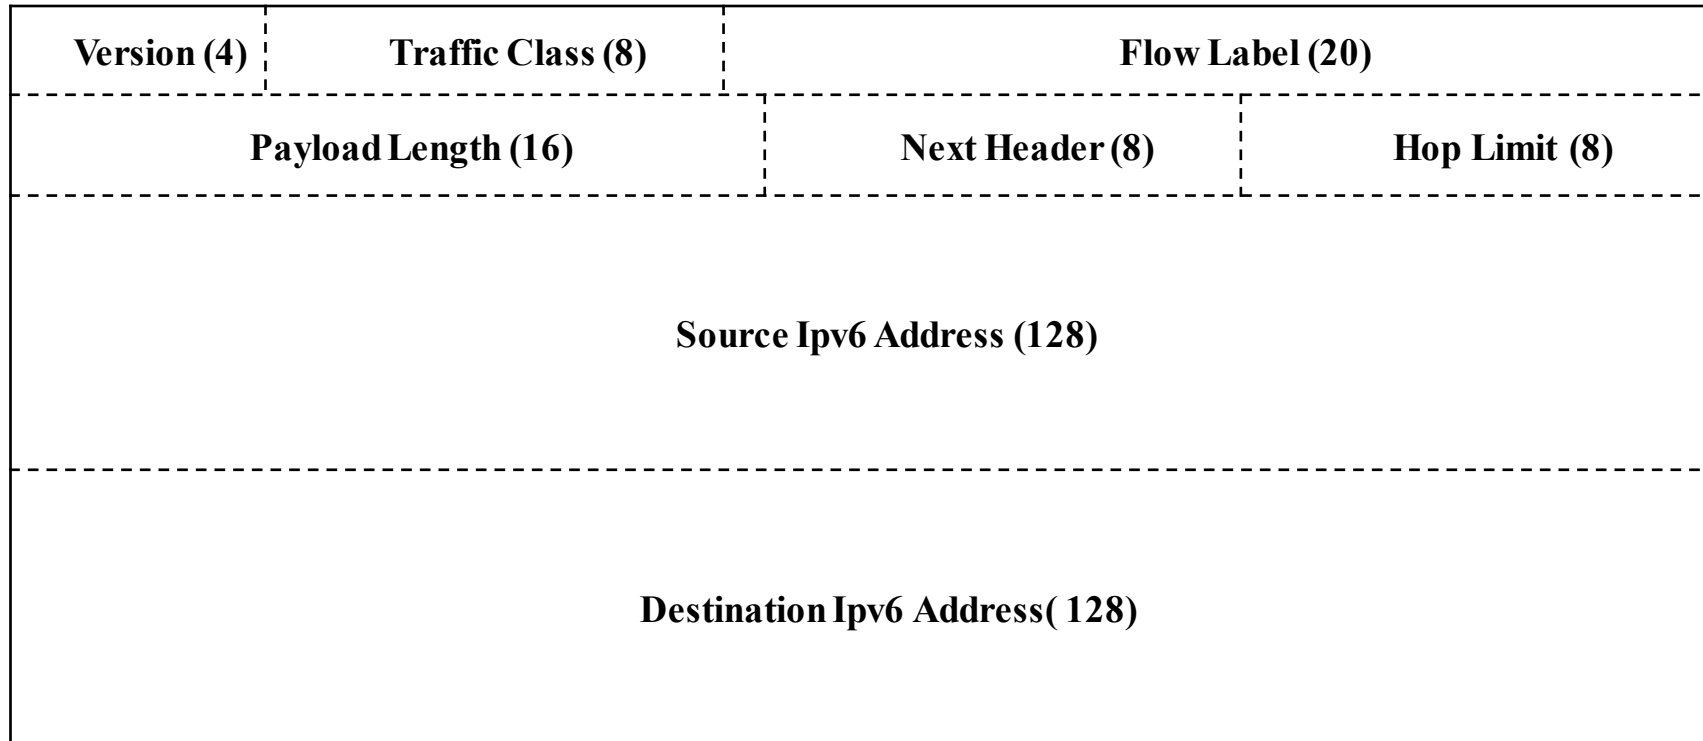 Version (4) Traffic Class (8) Flow Label (20)
Payload Length (16) Next Header (8) Hop Limit (8)
Source Ipv6 Address (128)
Destination Ipv6 Address( 128)